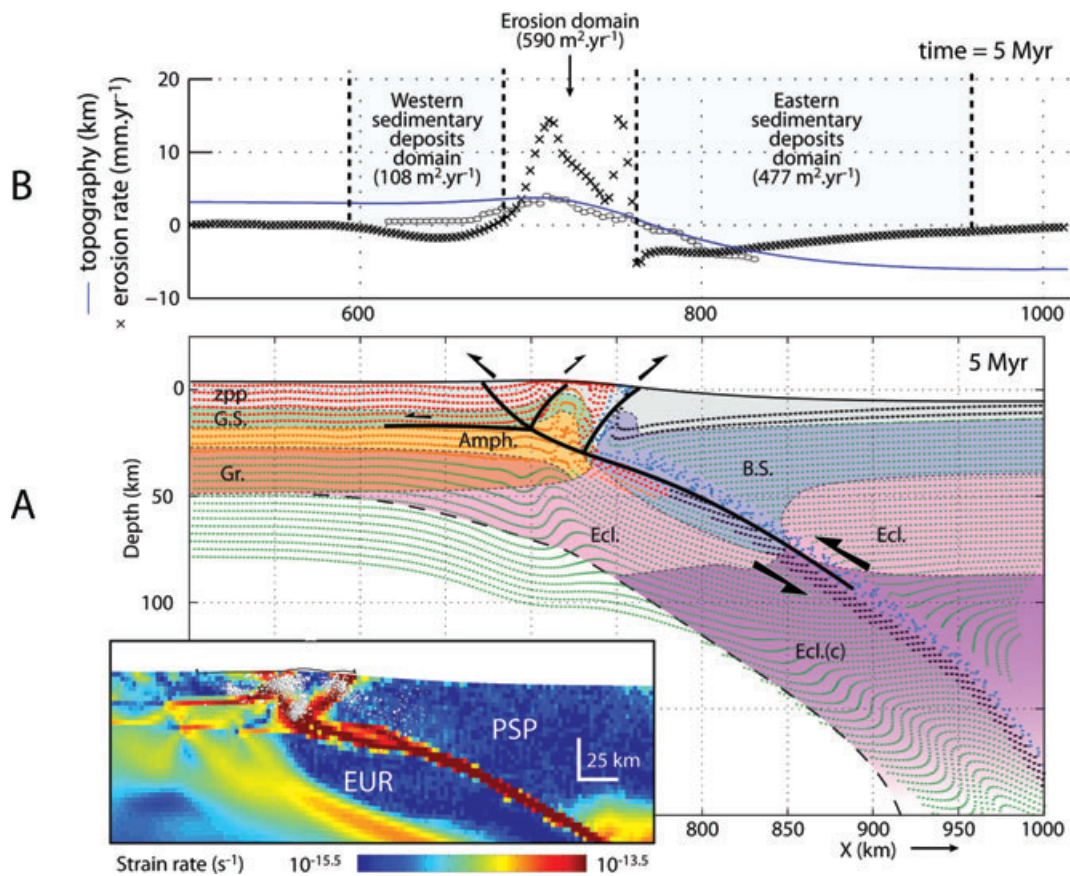 Erosion domain
(590 m².yr⁻¹)
time = 5 Myr
20
10
0
−10
Western
sedimentary
deposits
domain
(108 m².yr⁻¹)
Eastern
sedimentary
deposits
domain
(477 m².yr⁻¹)
B
topography (km)
× erosion rate (mm.yr⁻¹)
600
800
1000
5 Myr
0
50
100
Depth (km)
A
zpp
G.S.
Amph.
Gr.
B.S.
Ecl.
Ecl.
Ecl.(c)
PSP
EUR
25 km
800
850
900
950
1000
X (km)
Strain rate (s⁻¹)
10⁻¹⁵·⁵
10⁻¹³·⁵